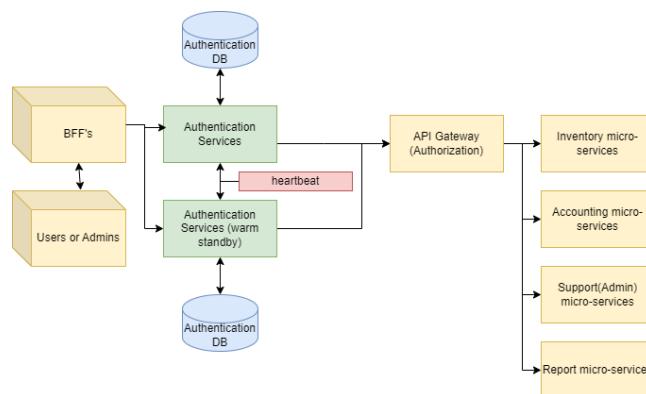 Authentication
DB
BFF's
Authentication
Services
API Gateway
(Authorization)
Inventory micro-
services
heartbeat
Users or Admins
Authentication
Services (warm
standby)
Accounting micro-
services
Support(Admin)
micro-services
Authentication
DB
Report micro-service